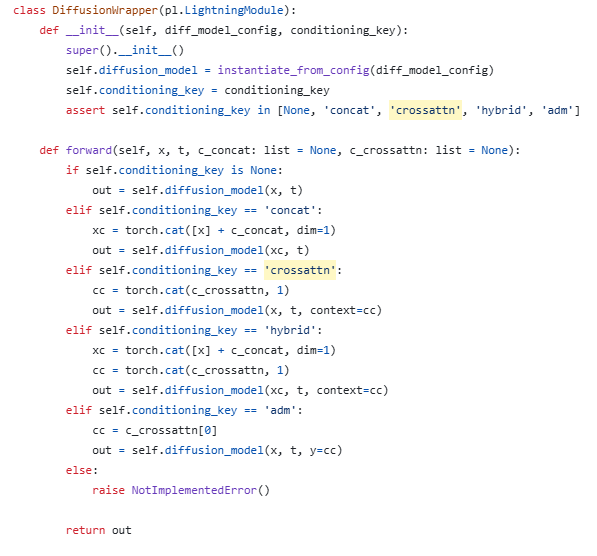 class DiffusionWrapper(pl.LightningModule):
    def __init__(self, diff_model_config, conditioning_key):
        super().__init__()
        self.diffusion_model = instantiate_from_config(diff_model_config)
        self.conditioning_key = conditioning_key
        assert self.conditioning_key in [None, 'concat', 'crossattn', 'hybrid', 'adm']

    def forward(self, x, t, c_concat: list = None, c_crossattn: list = None):
        if self.conditioning_key is None:
            out = self.diffusion_model(x, t)
        elif self.conditioning_key == 'concat':
            xc = torch.cat([x] + c_concat, dim=1)
            out = self.diffusion_model(xc, t)
        elif self.conditioning_key == 'crossattn':
            cc = torch.cat(c_crossattn, 1)
            out = self.diffusion_model(x, t, context=cc)
        elif self.conditioning_key == 'hybrid':
            xc = torch.cat([x] + c_concat, dim=1)
            cc = torch.cat(c_crossattn, 1)
            out = self.diffusion_model(xc, t, context=cc)
        elif self.conditioning_key == 'adm':
            cc = c_crossattn[0]
            out = self.diffusion_model(x, t, y=cc)
        else:
            raise NotImplementedError()

        return out